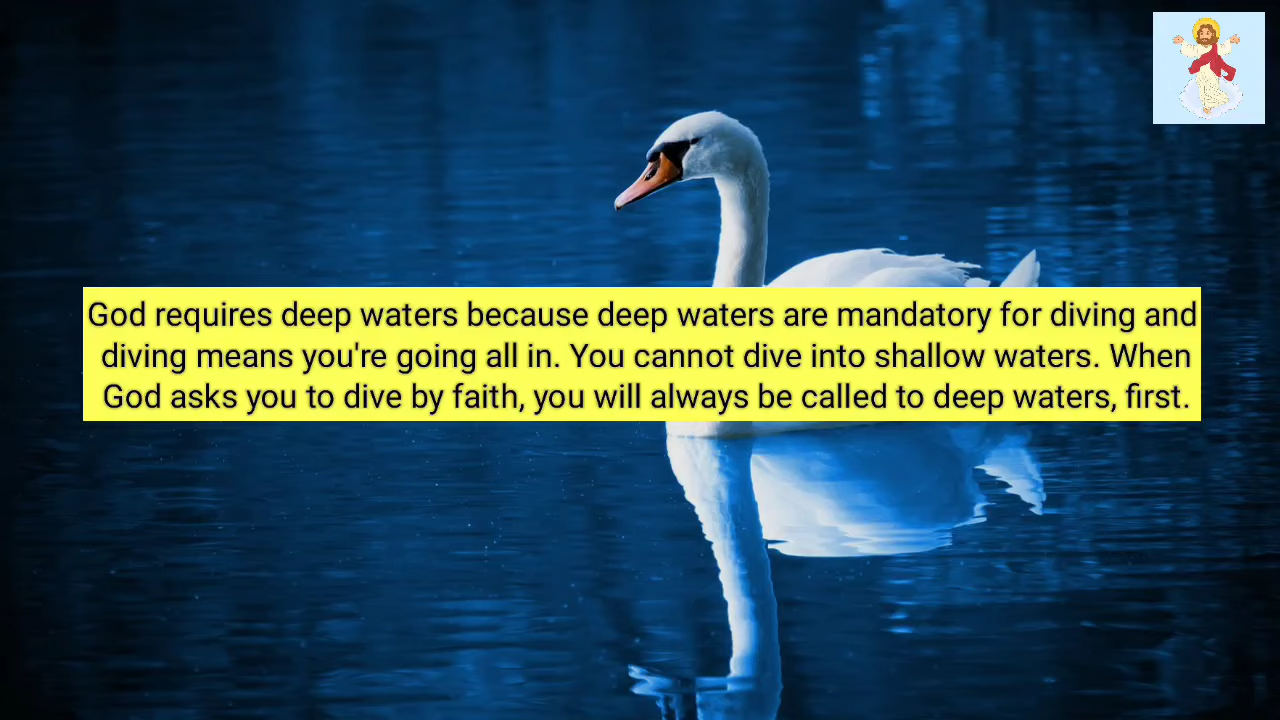 God requires deep waters because deep waters are mandatory for diving and
diving means you're going all in. You cannot dive into shallow waters. When
God asks you to dive by faith, you will always be called to deep waters, first.